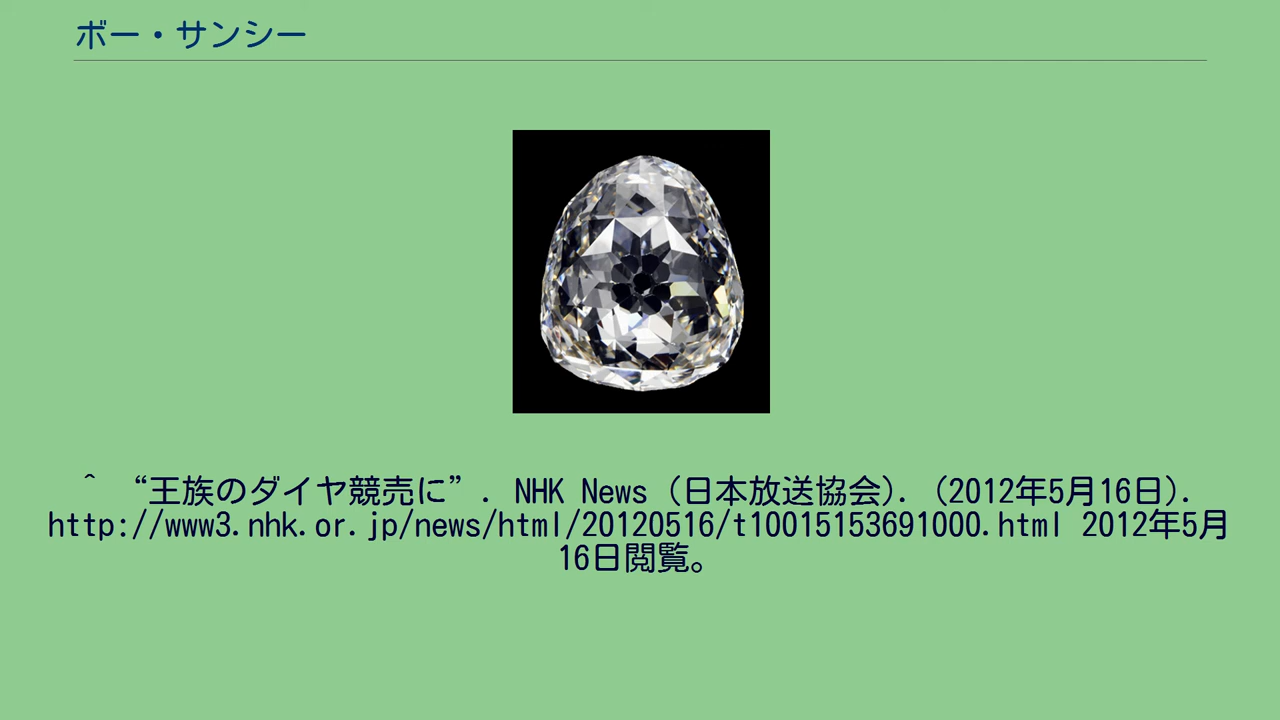 ボー・サンシー
^ “王族のダイヤ競売に”. NHK News (日本放送協会). (2012年5月16日).
http://www3.nhk.or.jp/news/html/20120516/t10015153691000.html 2012年5月
16日閲覧。